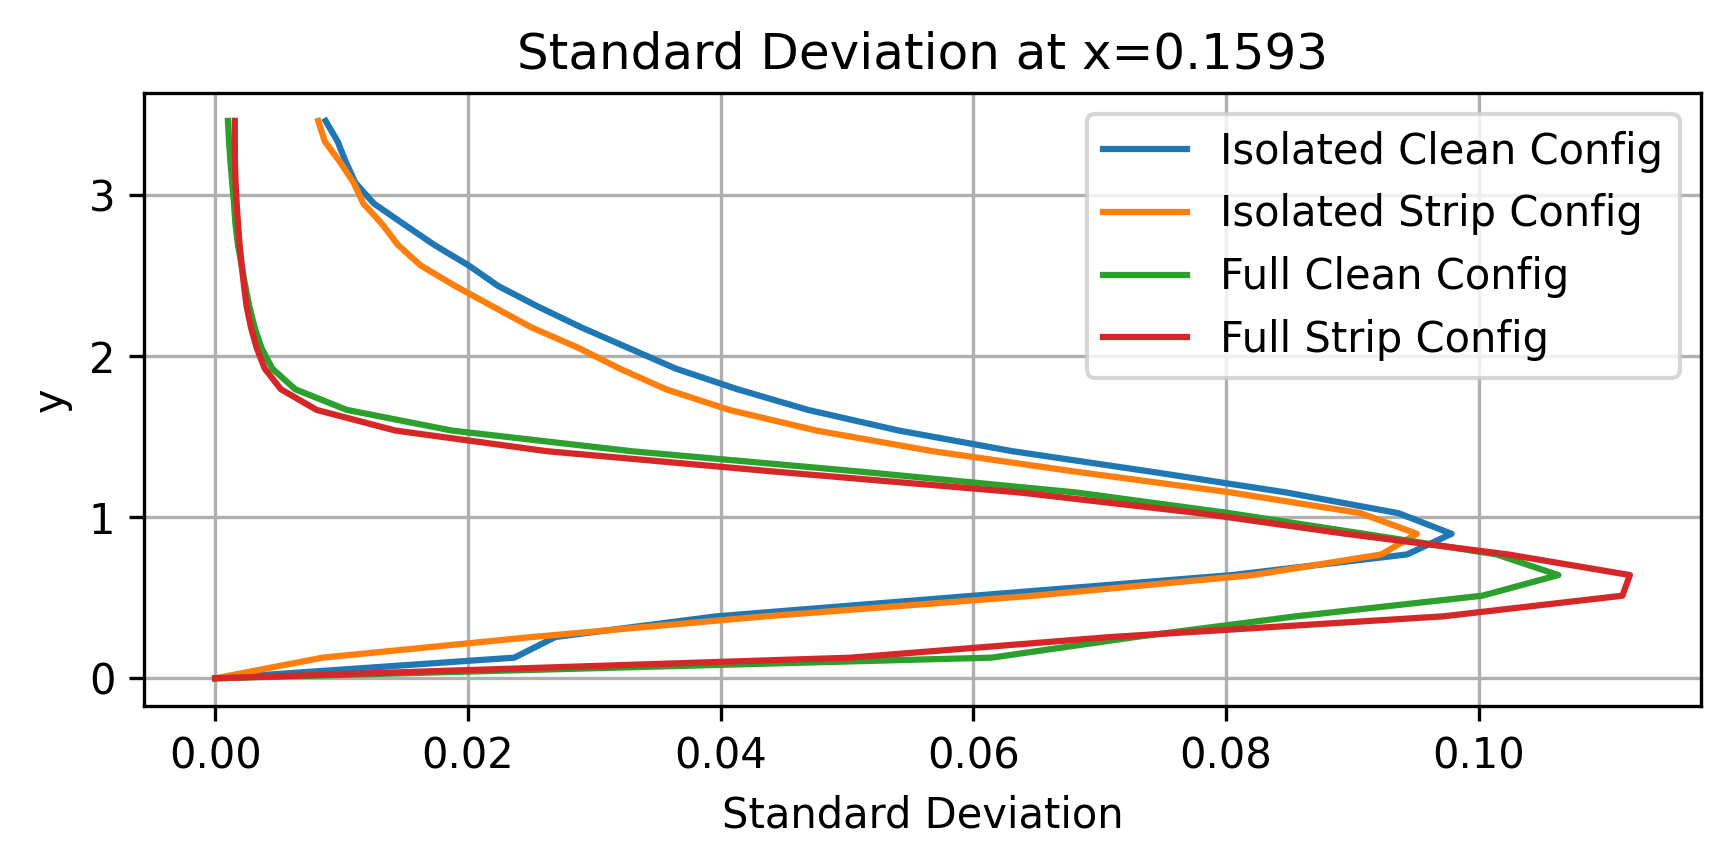 Standard Deviation at x=0.1593
Isolated Clean Config
Isolated Strip Config
Full Clean Config
Full Strip Config
y
3
2
1
0
0.00 0.02 0.04 0.06 0.08 0.10
Standard Deviation